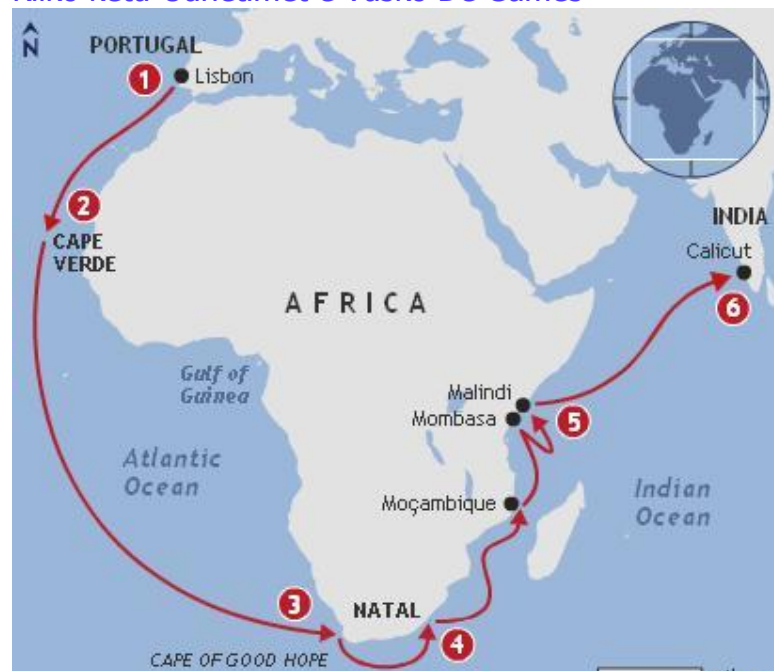 N
PORTUGAL
1
Lisbon
2
CAPE
VERDE
INDIA
Calicut
6
AFRICA
Gulf of
Guinea
Malindi
Mombasa
5
Atlantic
Ocean
Moçambique
Indian
Ocean
3
NATAL
4
CAPE OF GOOD HOPE